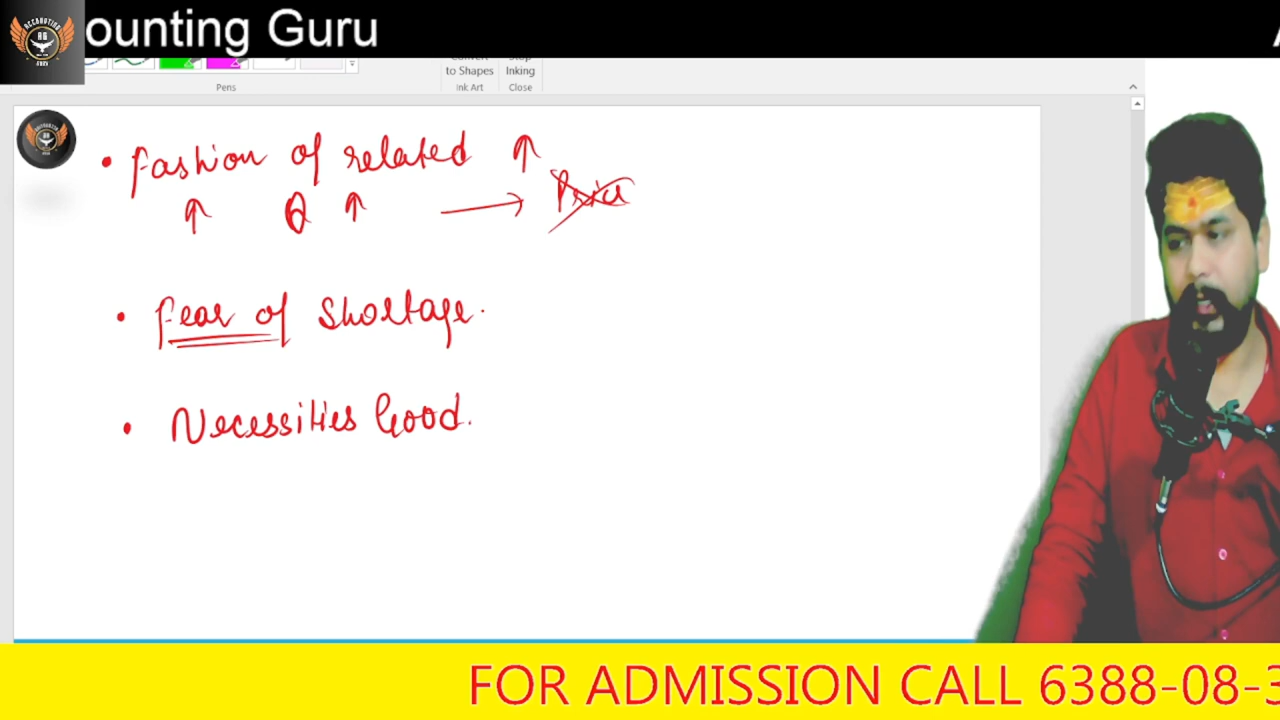 ounting Guru
to Shapes
Inking
Pens
Ink Art
Close
• Fashion of related ↑
↑ Q ↑ →
• Fear of Shortage.
• Necessities Good.
FOR ADMISSION CALL 6388-08-3